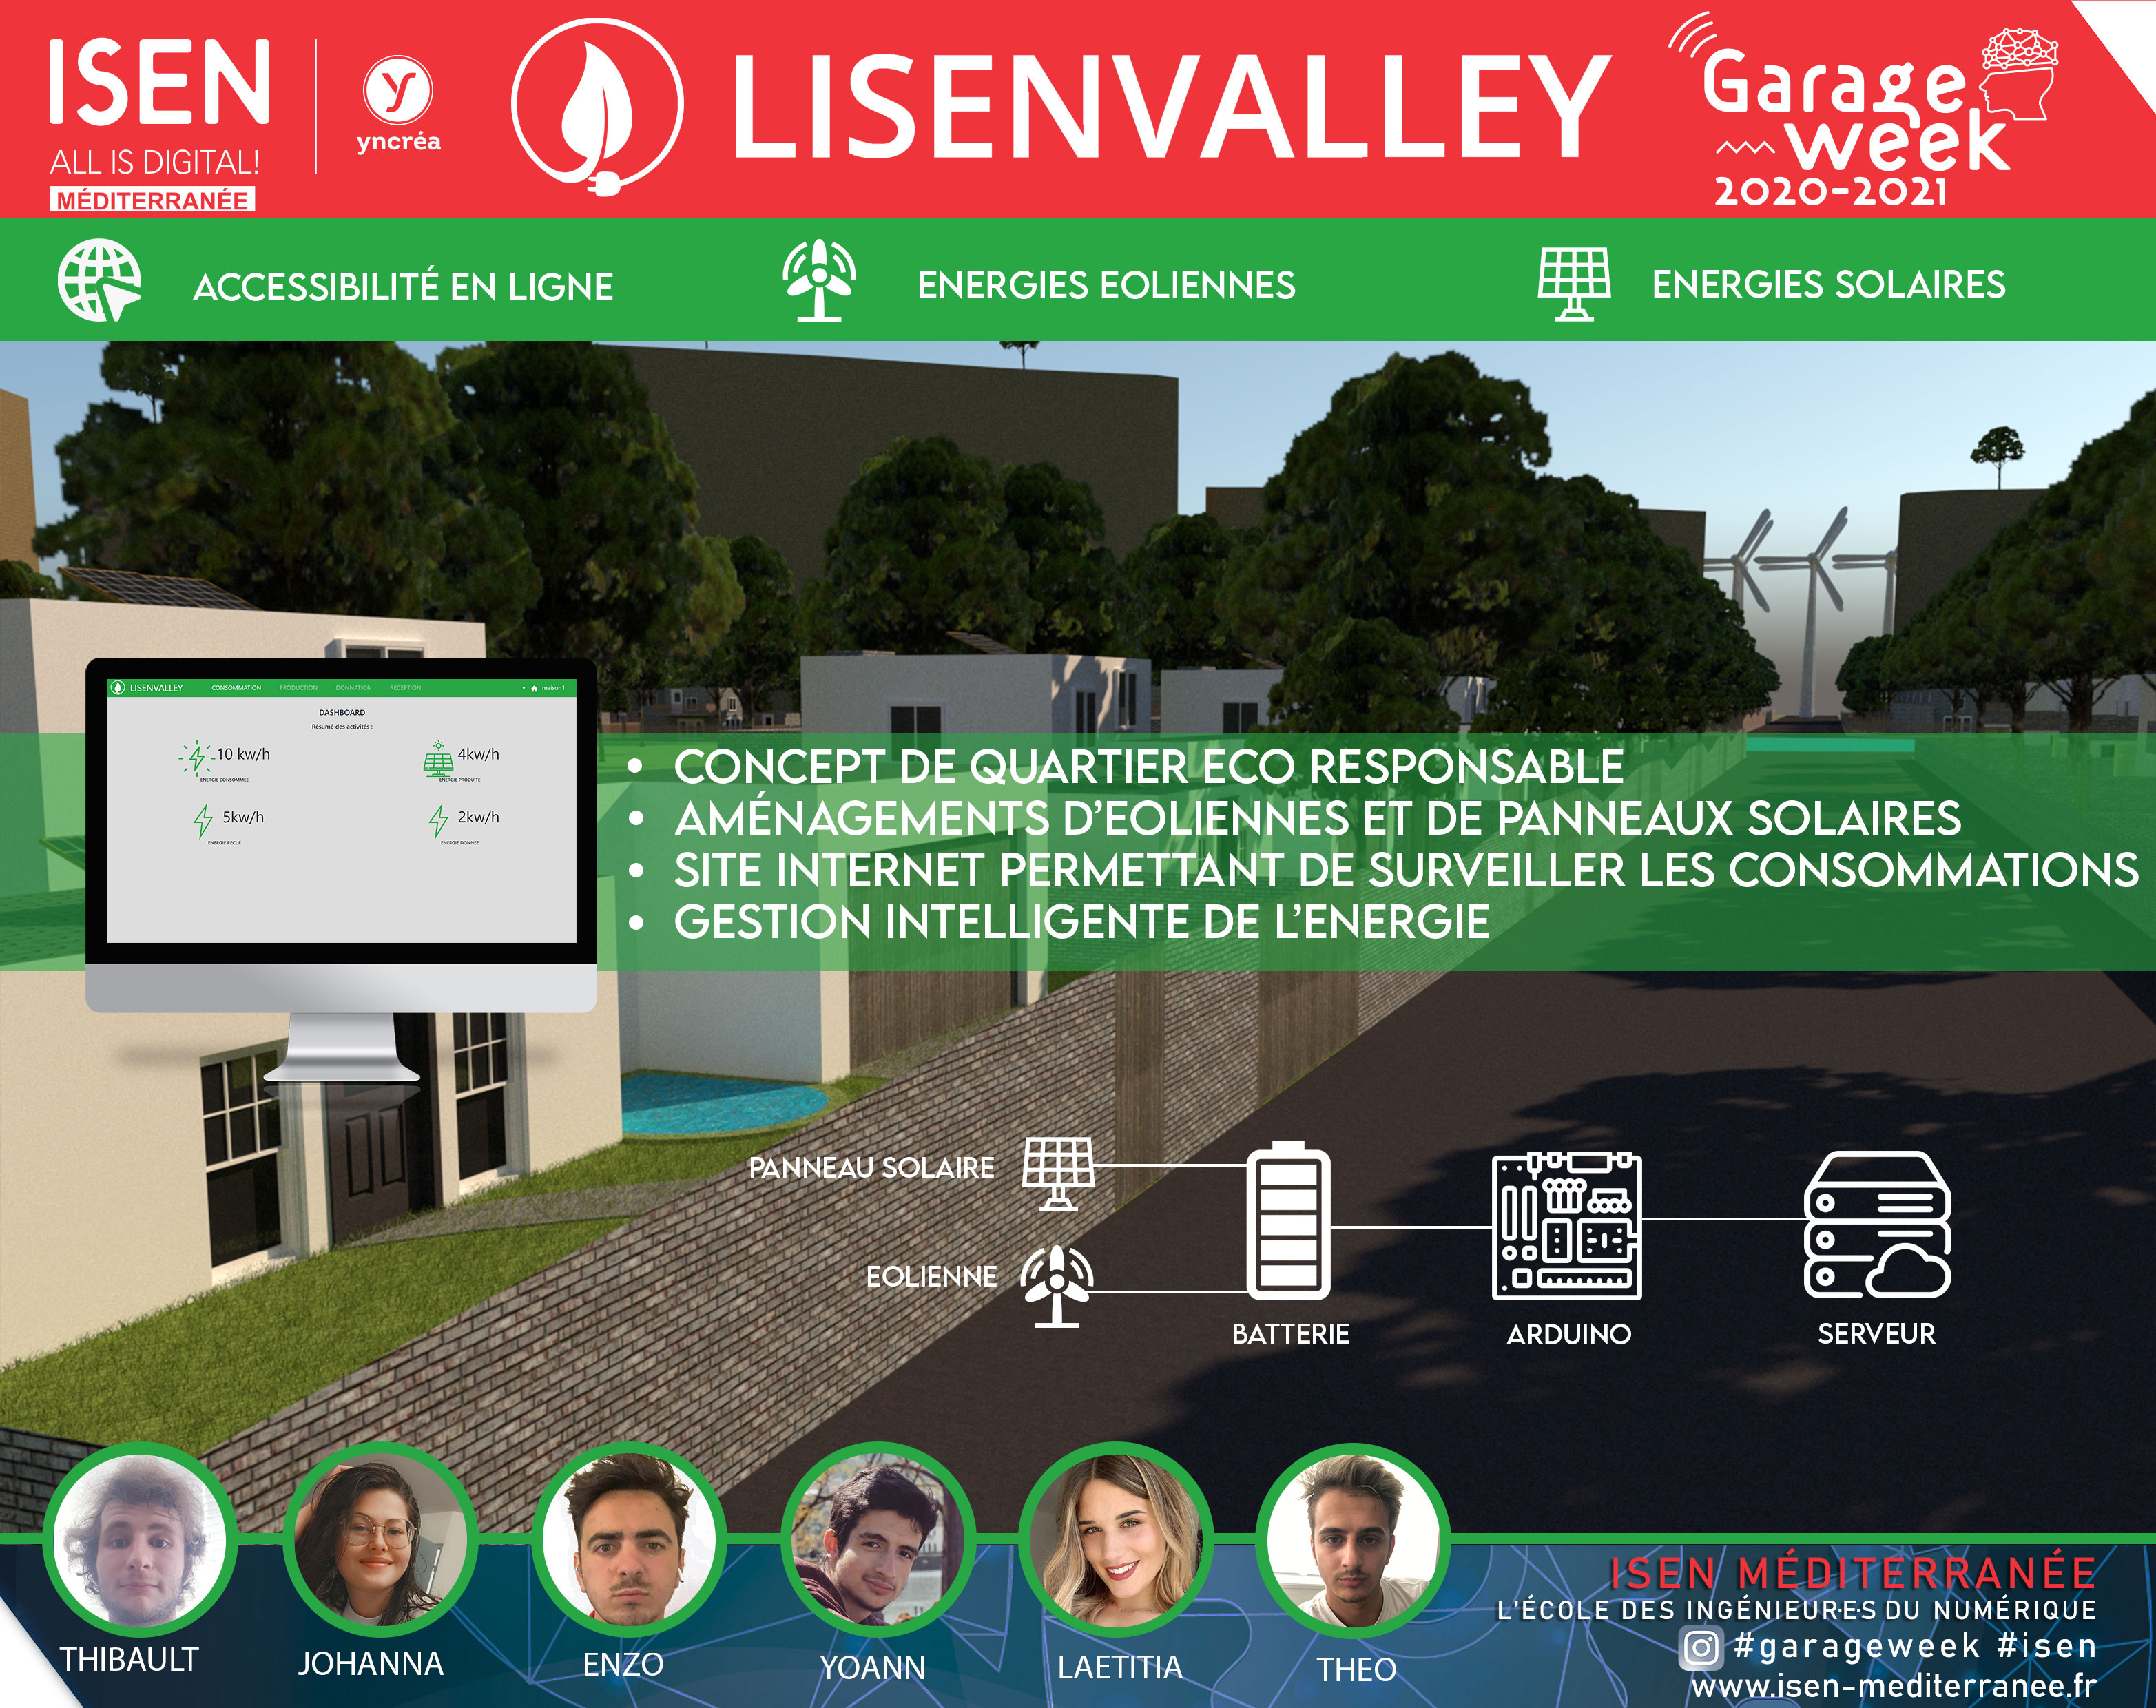 ISEN
ALL IS DIGITAL!
MÉDITERRANÉE
yncréa
LISENVALLEY
Garage
week
2020-2021
ACCESSIBILITÉ EN LIGNE
ENERGIES EOLIENNES
ENERGIES SOLAIRES
LISENVALLEY
CONSOMMATION
PRODUCTION
DONNATION
RECEPTION
maison1
DASHBOARD
Résumé des activités :
10 kw/h
ENERGIE CONSOMMEE
4kw/h
ENERGIE PRODUITE
5kw/h
ENERGIE RECUE
2kw/h
ENERGIE DONNEE
• CONCEPT DE QUARTIER ECO RESPONSABLE
• AMÉNAGEMENTS D'EOLIENNES ET DE PANNEAUX SOLAIRES
• SITE INTERNET PERMETTANT DE SURVEILLER LES CONSOMMATIONS
• GESTION INTELLIGENTE DE L'ENERGIE
PANNEAU SOLAIRE
EOLIENNE
BATTERIE
ARDUINO
SERVEUR
THIBAULT
JOHANNA
ENZO
YOANN
LAETITIA
THEO
ISEN MÉDITERRANÉE
L'ÉCOLE DES INGÉNIEUR·E·S DU NUMÉRIQUE
#garageweek #isen
www.isen-mediterranee.fr